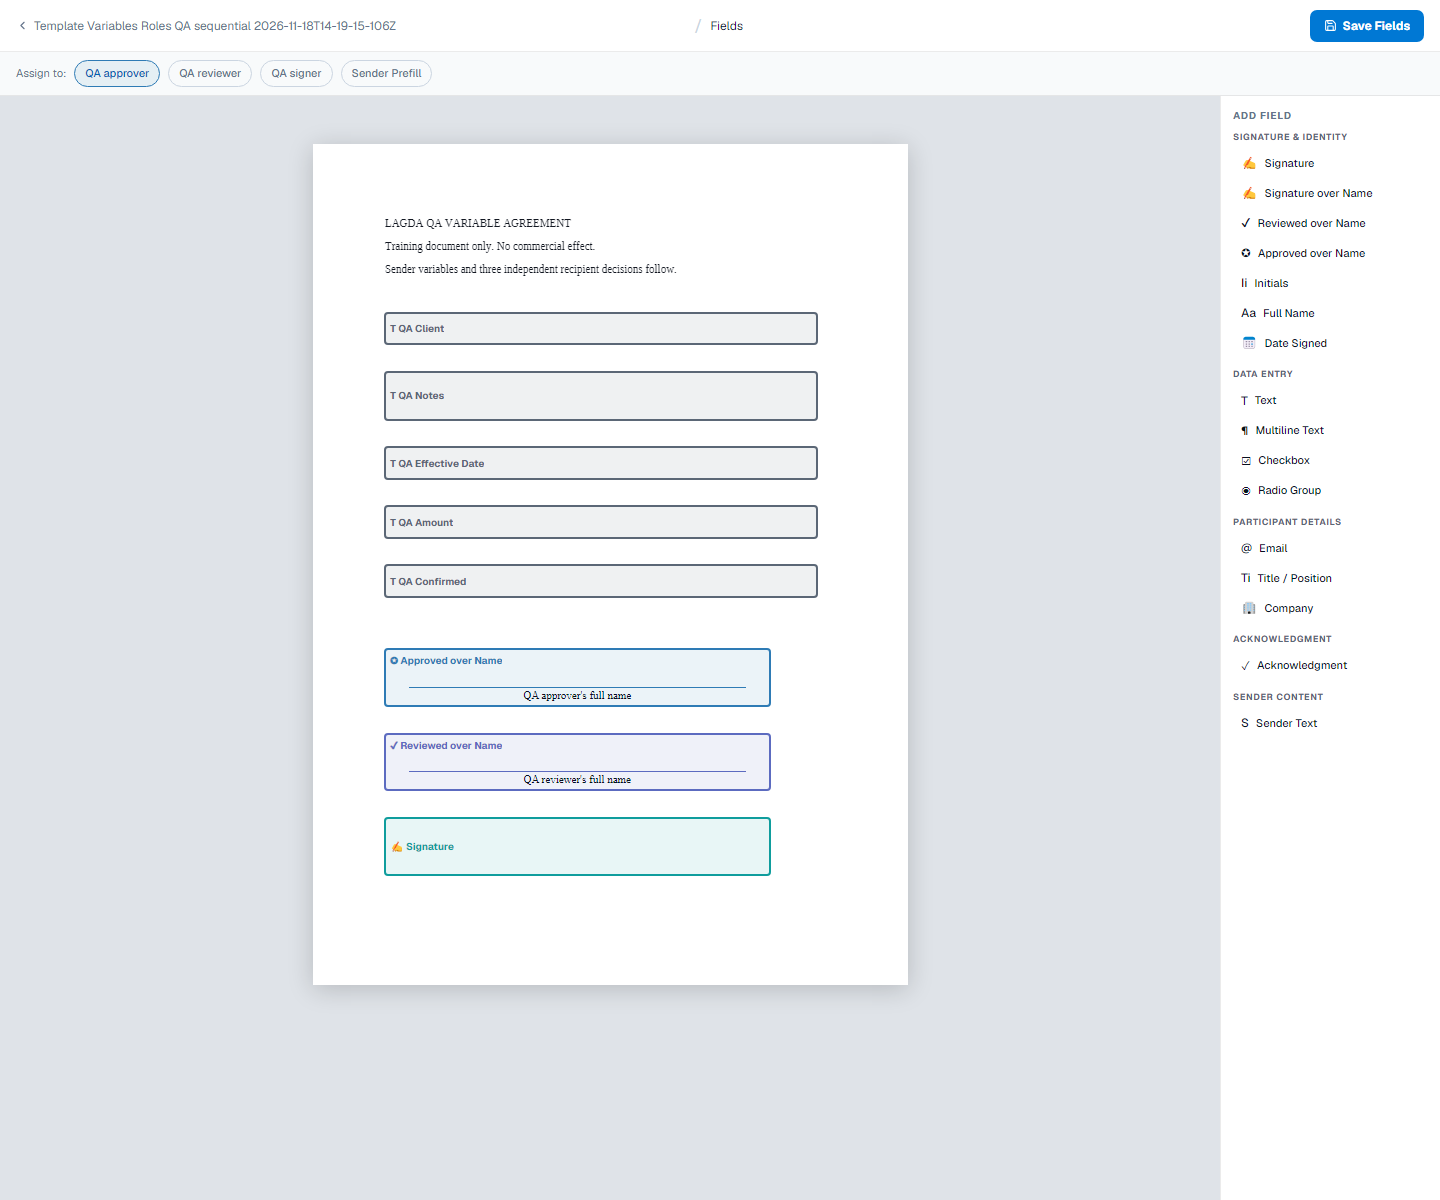 Template Variables Roles QA sequential 2026-11-18T14-19-15-106Z / Fields Save Fields
Assign to: QA approver QA reviewer QA signer Sender Prefill
LAGDA QA VARIABLE AGREEMENT
Training document only. No commercial effect.
Sender variables and three independent recipient decisions follow.
T QA Client
T QA Notes
T QA Effective Date
T QA Amount
T QA Confirmed
✪ Approved over Name
QA approver's full name
✓ Reviewed over Name
QA reviewer's full name
✍ Signature
ADD FIELD
SIGNATURE & IDENTITY
✍ Signature
✍ Signature over Name
✓ Reviewed over Name
✪ Approved over Name
Ii Initials
Aa Full Name
Date Signed
DATA ENTRY
T Text
¶ Multiline Text
☑ Checkbox
◉ Radio Group
PARTICIPANT DETAILS
@ Email
Ti Title / Position
Company
ACKNOWLEDGMENT
✓ Acknowledgment
SENDER CONTENT
S Sender Text